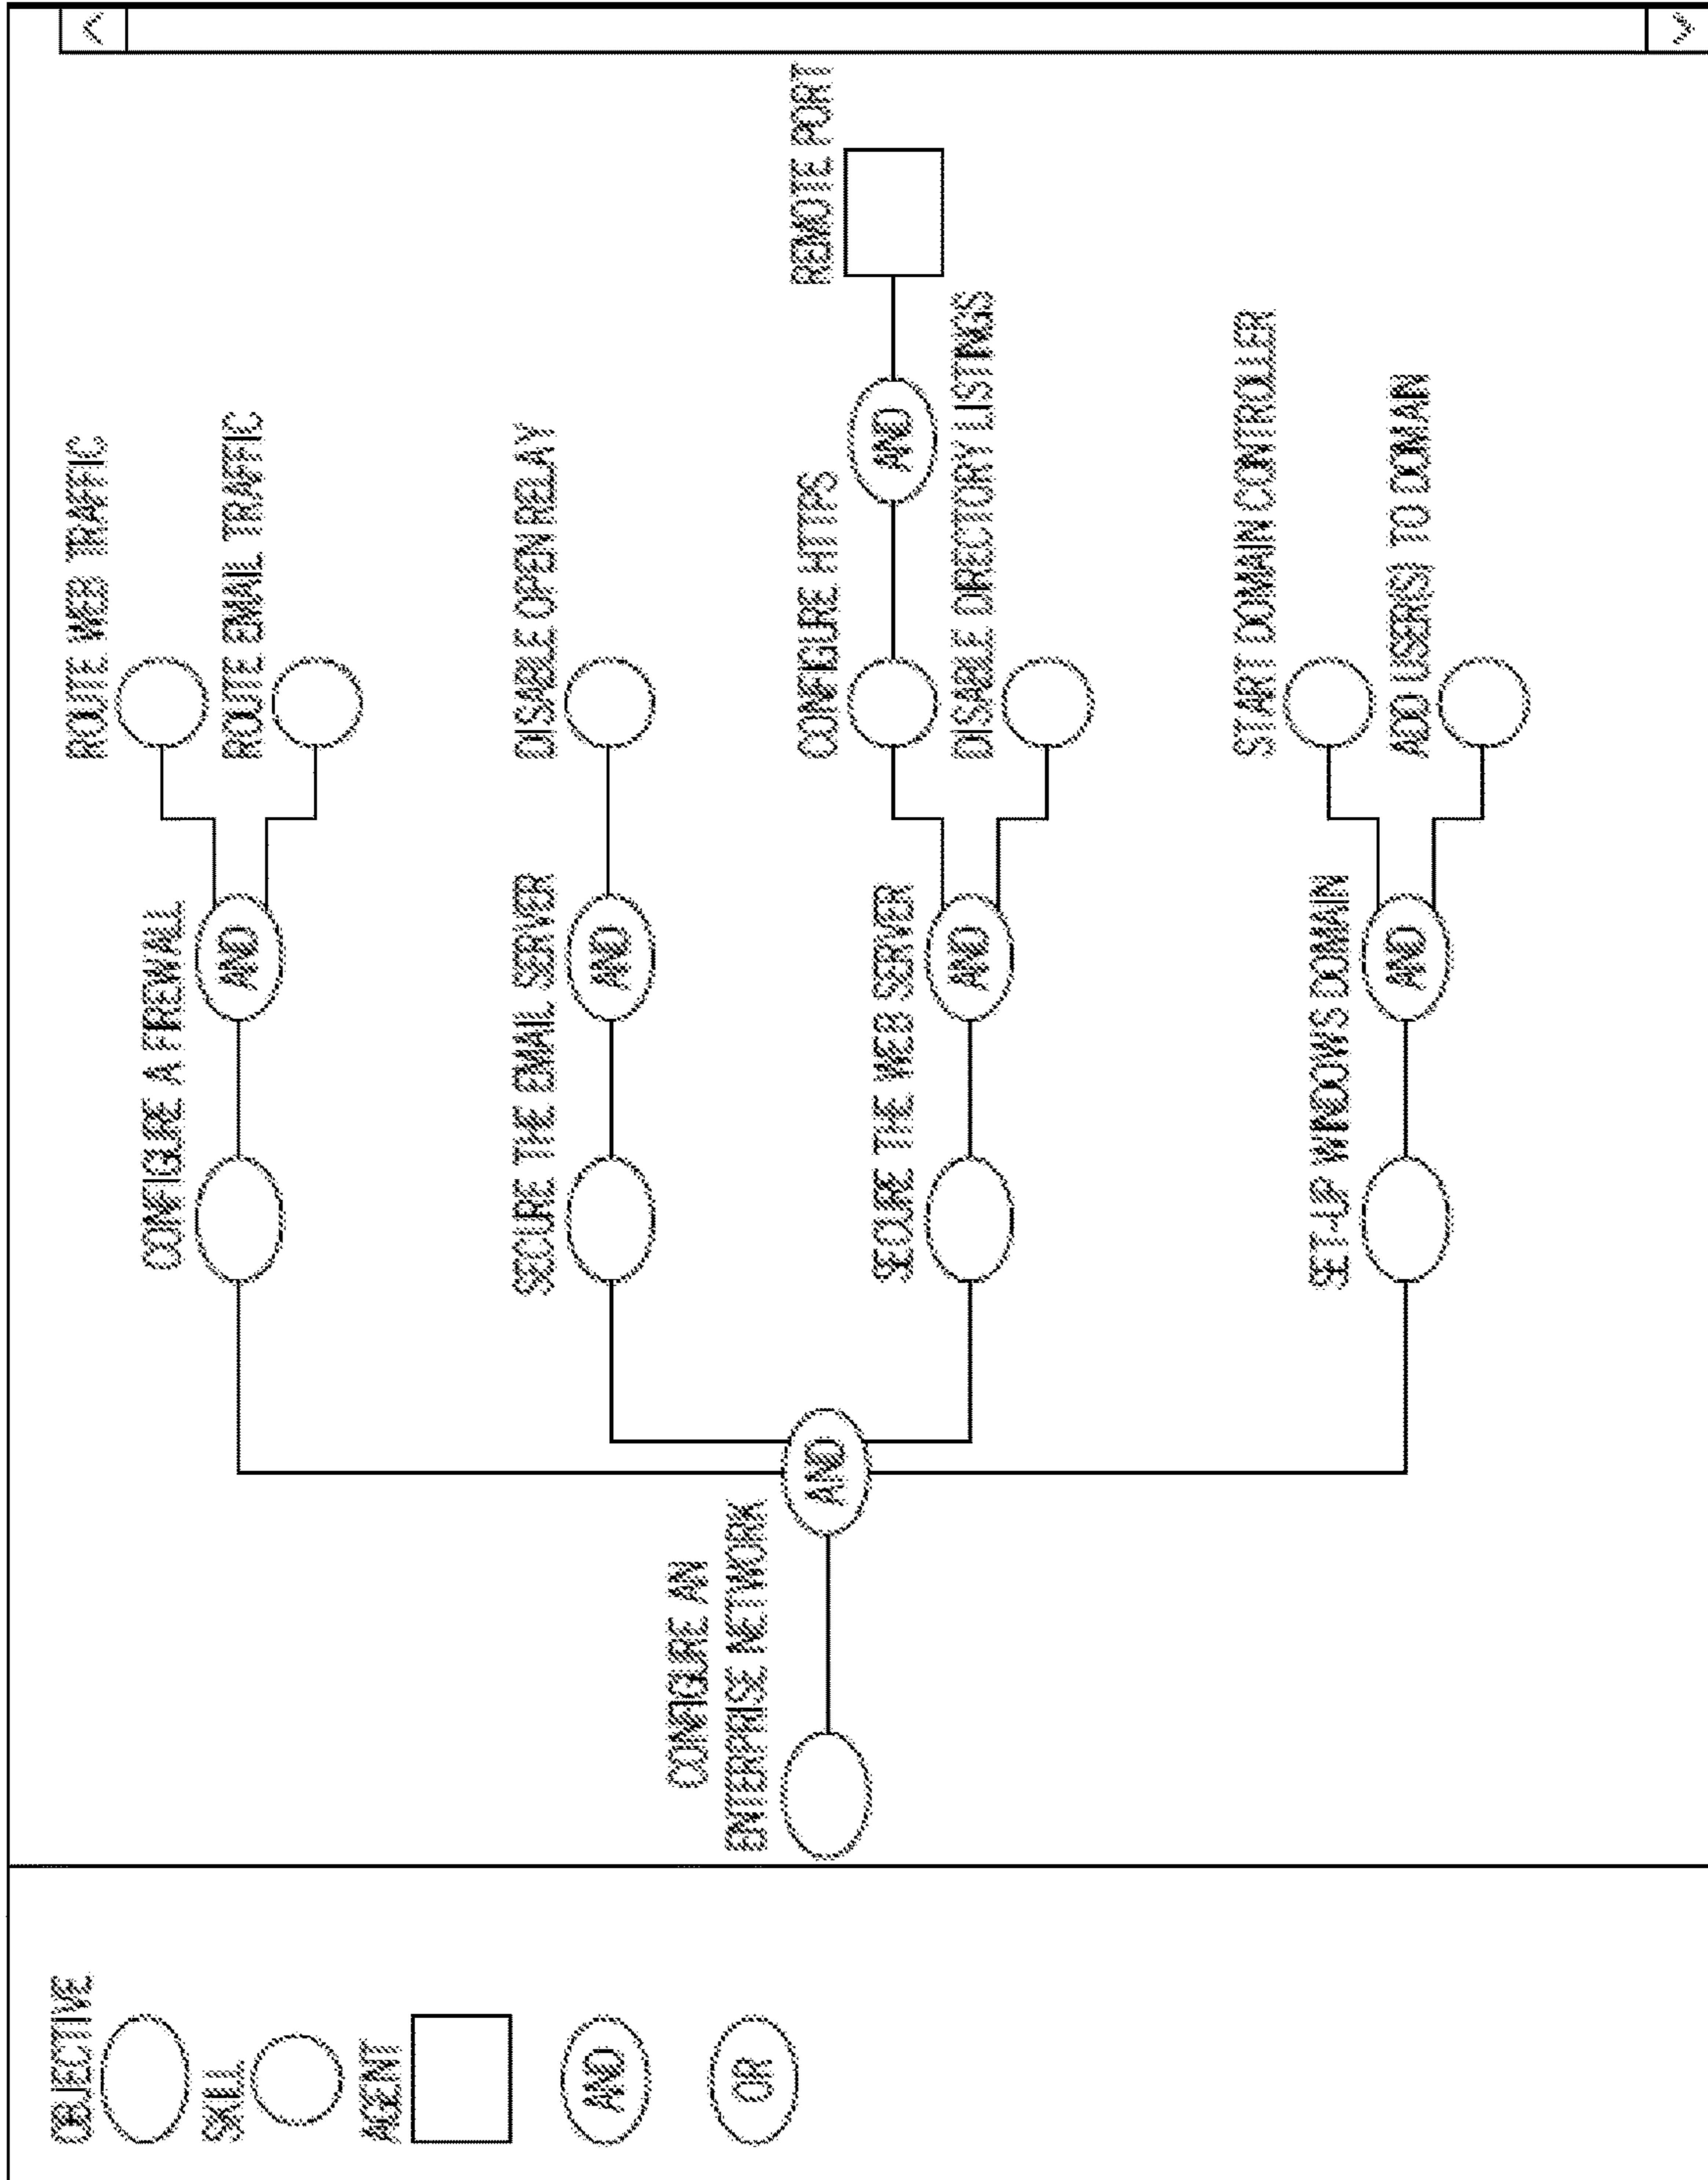 OBJECTIVE
SKILL
AGENT
AND
OR
CONFIGURE AN
ENTERPRISE NETWORK
AND
CONFIGURE A FIREWALL
AND
ROUTE WEB TRAFFIC
ROUTE EMAIL TRAFFIC
SECURE THE EMAIL SERVER
AND
DISABLE OPEN RELAY
SECURE THE WEB SERVER
AND
CONFIGURE HTTPS
AND
REMOTE PORT
DISABLE DIRECTORY LISTINGS
SET-UP WINDOWS DOMAIN
AND
START DOMAIN CONTROLLER
ADD USER(S) TO DOMAIN